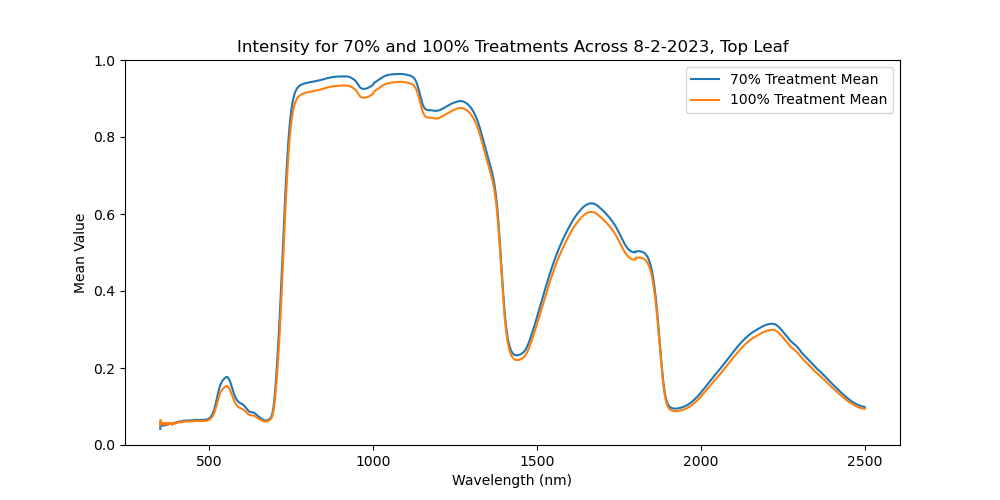 Intensity for 70% and 100% Treatments Across 8-2-2023, Top Leaf
70% Treatment Mean
100% Treatment Mean
Mean Value
1.0
0.8
0.6
0.4
0.2
0.0
500 1000 1500 2000 2500
Wavelength (nm)